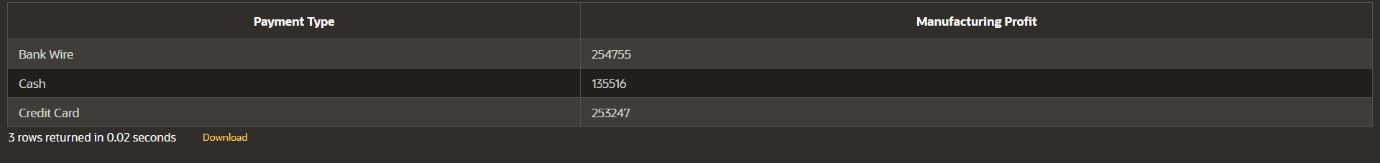 Payment Type Manufacturing Profit
Bank Wire 254755
Cash 135516
Credit Card 253247
3 rows returned in 0.02 seconds Download